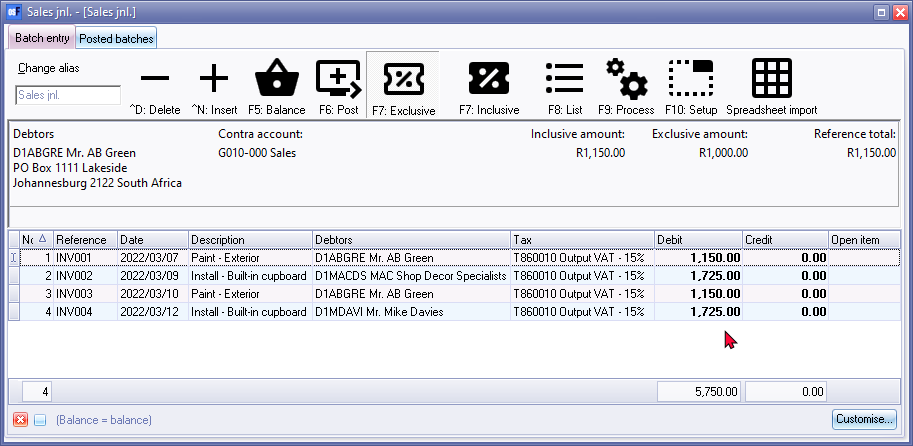 Sales jnl. - [Sales jnl.]
Batch entry Posted batches
Change alias
Sales jnl.
^D: Delete ^N: Insert F5: Balance F6: Post F7: Exclusive F7: Inclusive F8: List F9: Process F10: Setup Spreadsheet import
Debtors Contra account: Inclusive amount: Exclusive amount: Reference total:
D1ABGRE Mr. AB Green G010-000 Sales R1,150.00 R1,000.00 R1,150.00
PO Box 1111 Lakeside
Johannesburg 2122 South Africa
Nc Reference Date Description Debtors Tax Debit Credit Open item
1 INV001 2022/03/07 Paint - Exterior D1ABGRE Mr. AB Green T860010 Output VAT - 15% 1,150.00 0.00
2 INV002 2022/03/09 Install - Built-in cupboard D1MACDS MAC Shop Decor Specialists T860010 Output VAT - 15% 1,725.00 0.00
3 INV003 2022/03/10 Paint - Exterior D1ABGRE Mr. AB Green T860010 Output VAT - 15% 1,150.00 0.00
4 INV004 2022/03/12 Install - Built-in cupboard D1MDAVI Mr. Mike Davies T860010 Output VAT - 15% 1,725.00 0.00
4 5,750.00 0.00
(Balance = balance) Customise...